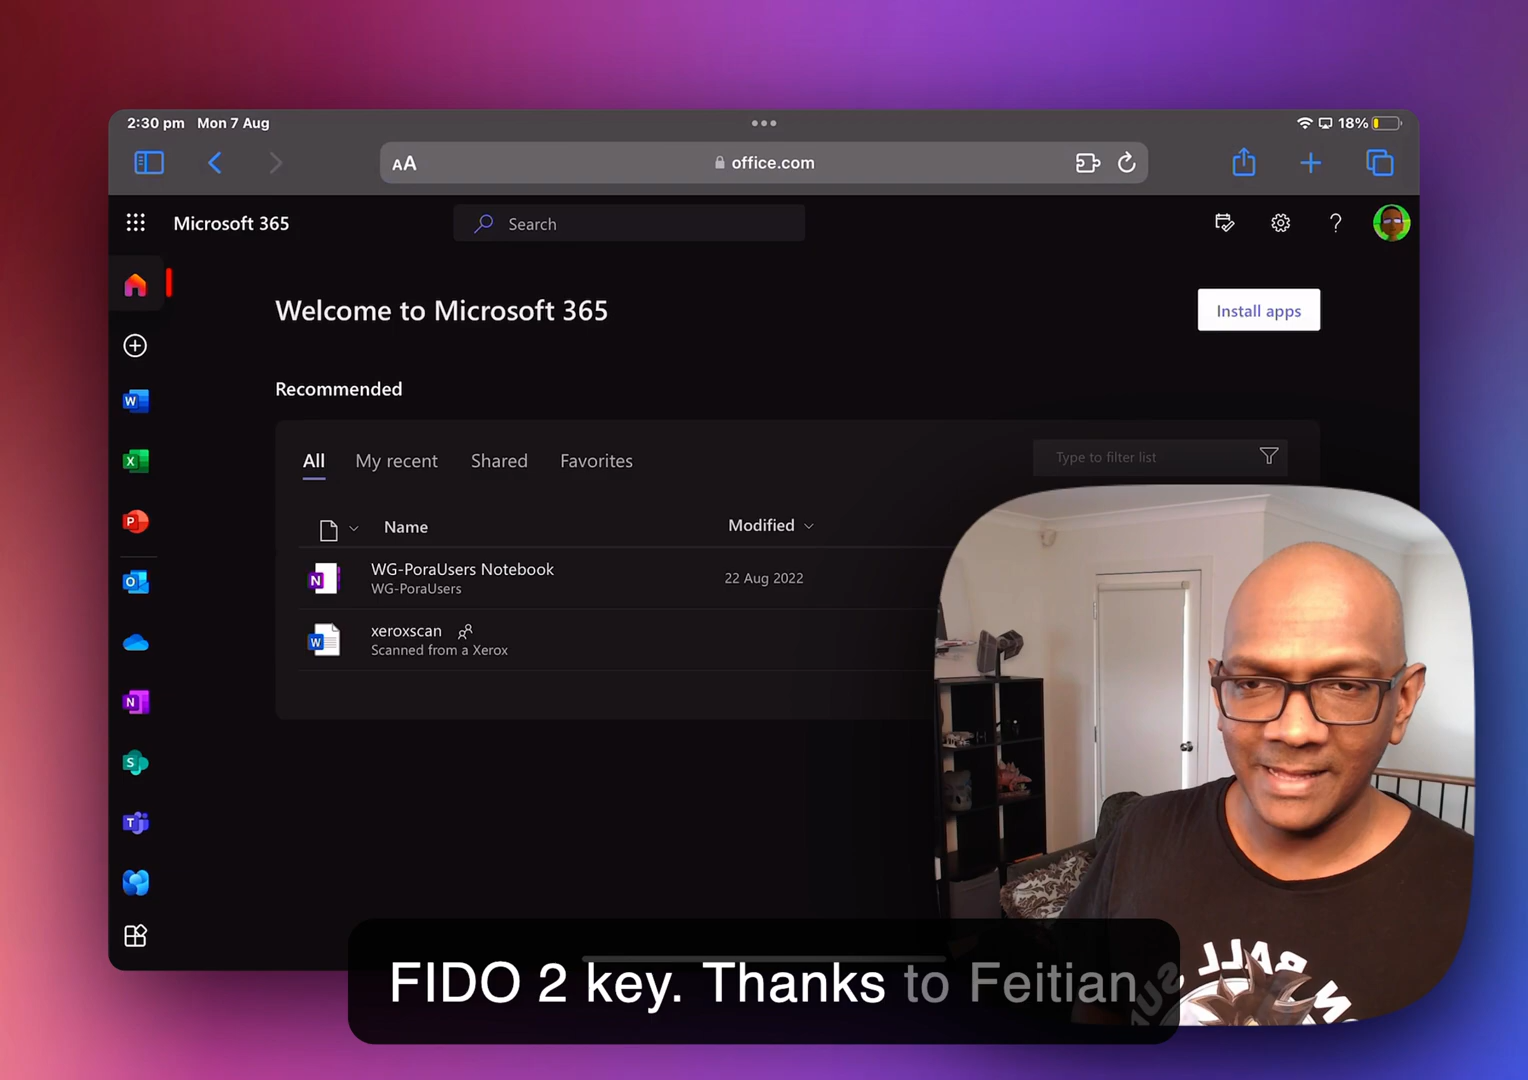 2:30 pm Mon 7 Aug
18%
AA
office.com
Microsoft 365
Search
Welcome to Microsoft 365
Install apps
Recommended
All My recent Shared Favorites
Type to filter list
Name Modified
WG-PoraUsers Notebook
WG-PoraUsers
22 Aug 2022
xeroxscan
Scanned from a Xerox
FIDO 2 key. Thanks to Feitian
BALL